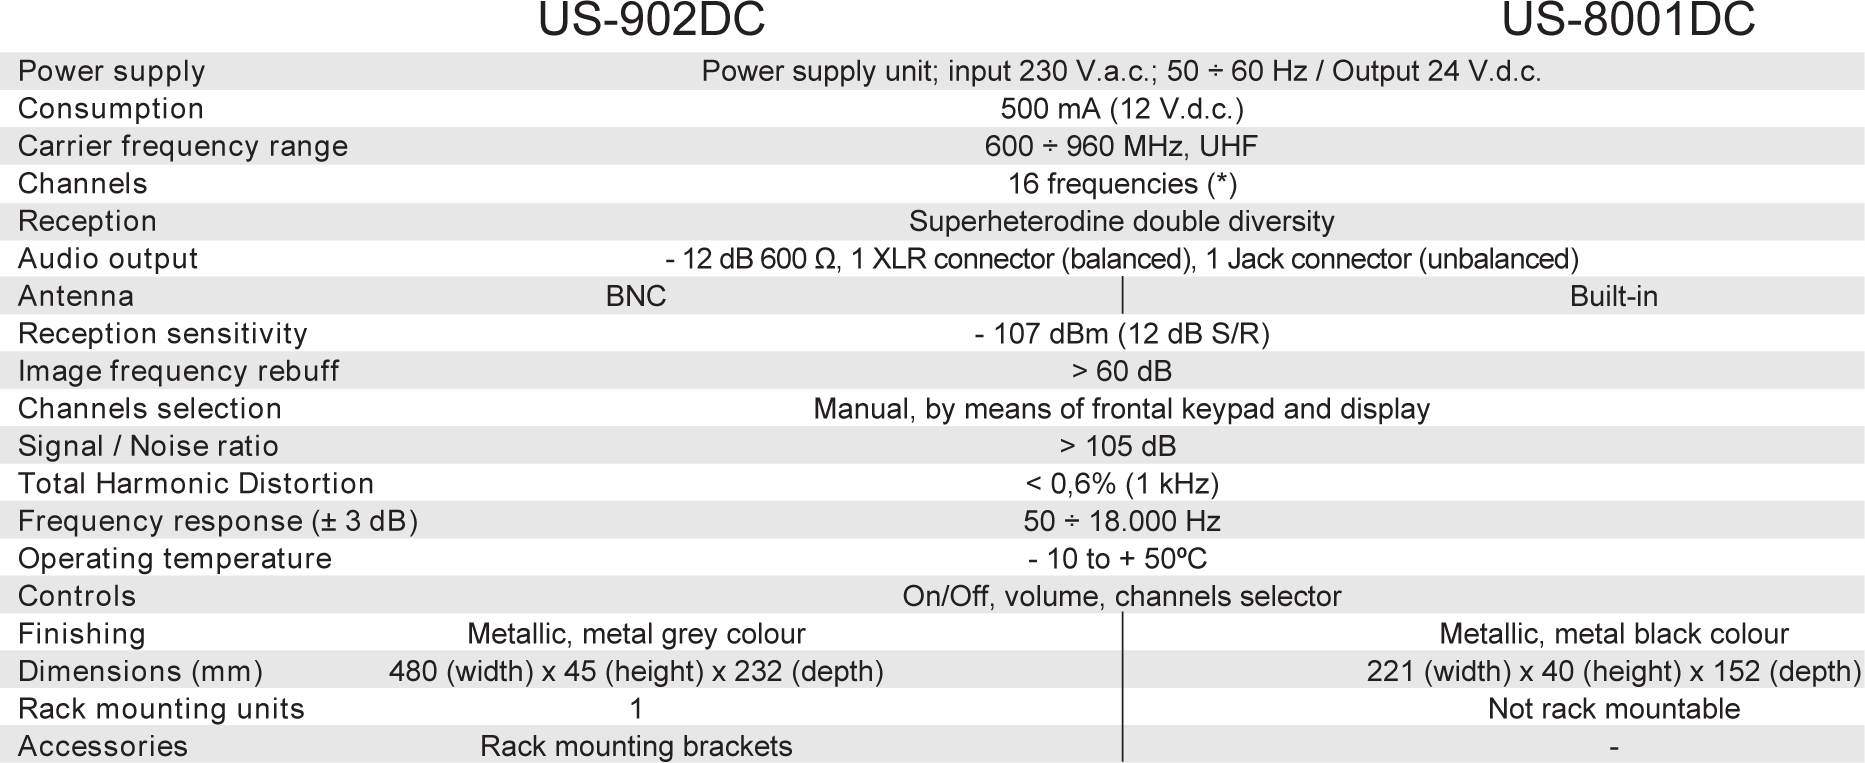 US-902DC US-8001DC
Power supply Power supply unit; input 230 V.a.c.; 50 ÷ 60 Hz / Output 24 V.d.c.
Consumption 500 mA (12 V.d.c.)
Carrier frequency range 600 ÷ 960 MHz, UHF
Channels 16 frequencies (*)
Reception Superheterodine double diversity
Audio output - 12 dB 600 Ω, 1 XLR connector (balanced), 1 Jack connector (unbalanced)
Antenna BNC Built-in
Reception sensitivity - 107 dBm (12 dB S/R)
Image frequency rebuff > 60 dB
Channels selection Manual, by means of frontal keypad and display
Signal / Noise ratio > 105 dB
Total Harmonic Distortion < 0,6% (1 kHz)
Frequency response (± 3 dB) 50 ÷ 18.000 Hz
Operating temperature - 10 to + 50ºC
Controls On/Off, volume, channels selector
Finishing Metallic, metal grey colour Metallic, metal black colour
Dimensions (mm) 480 (width) x 45 (height) x 232 (depth) 221 (width) x 40 (height) x 152 (depth)
Rack mounting units 1 Not rack mountable
Accessories Rack mounting brackets -